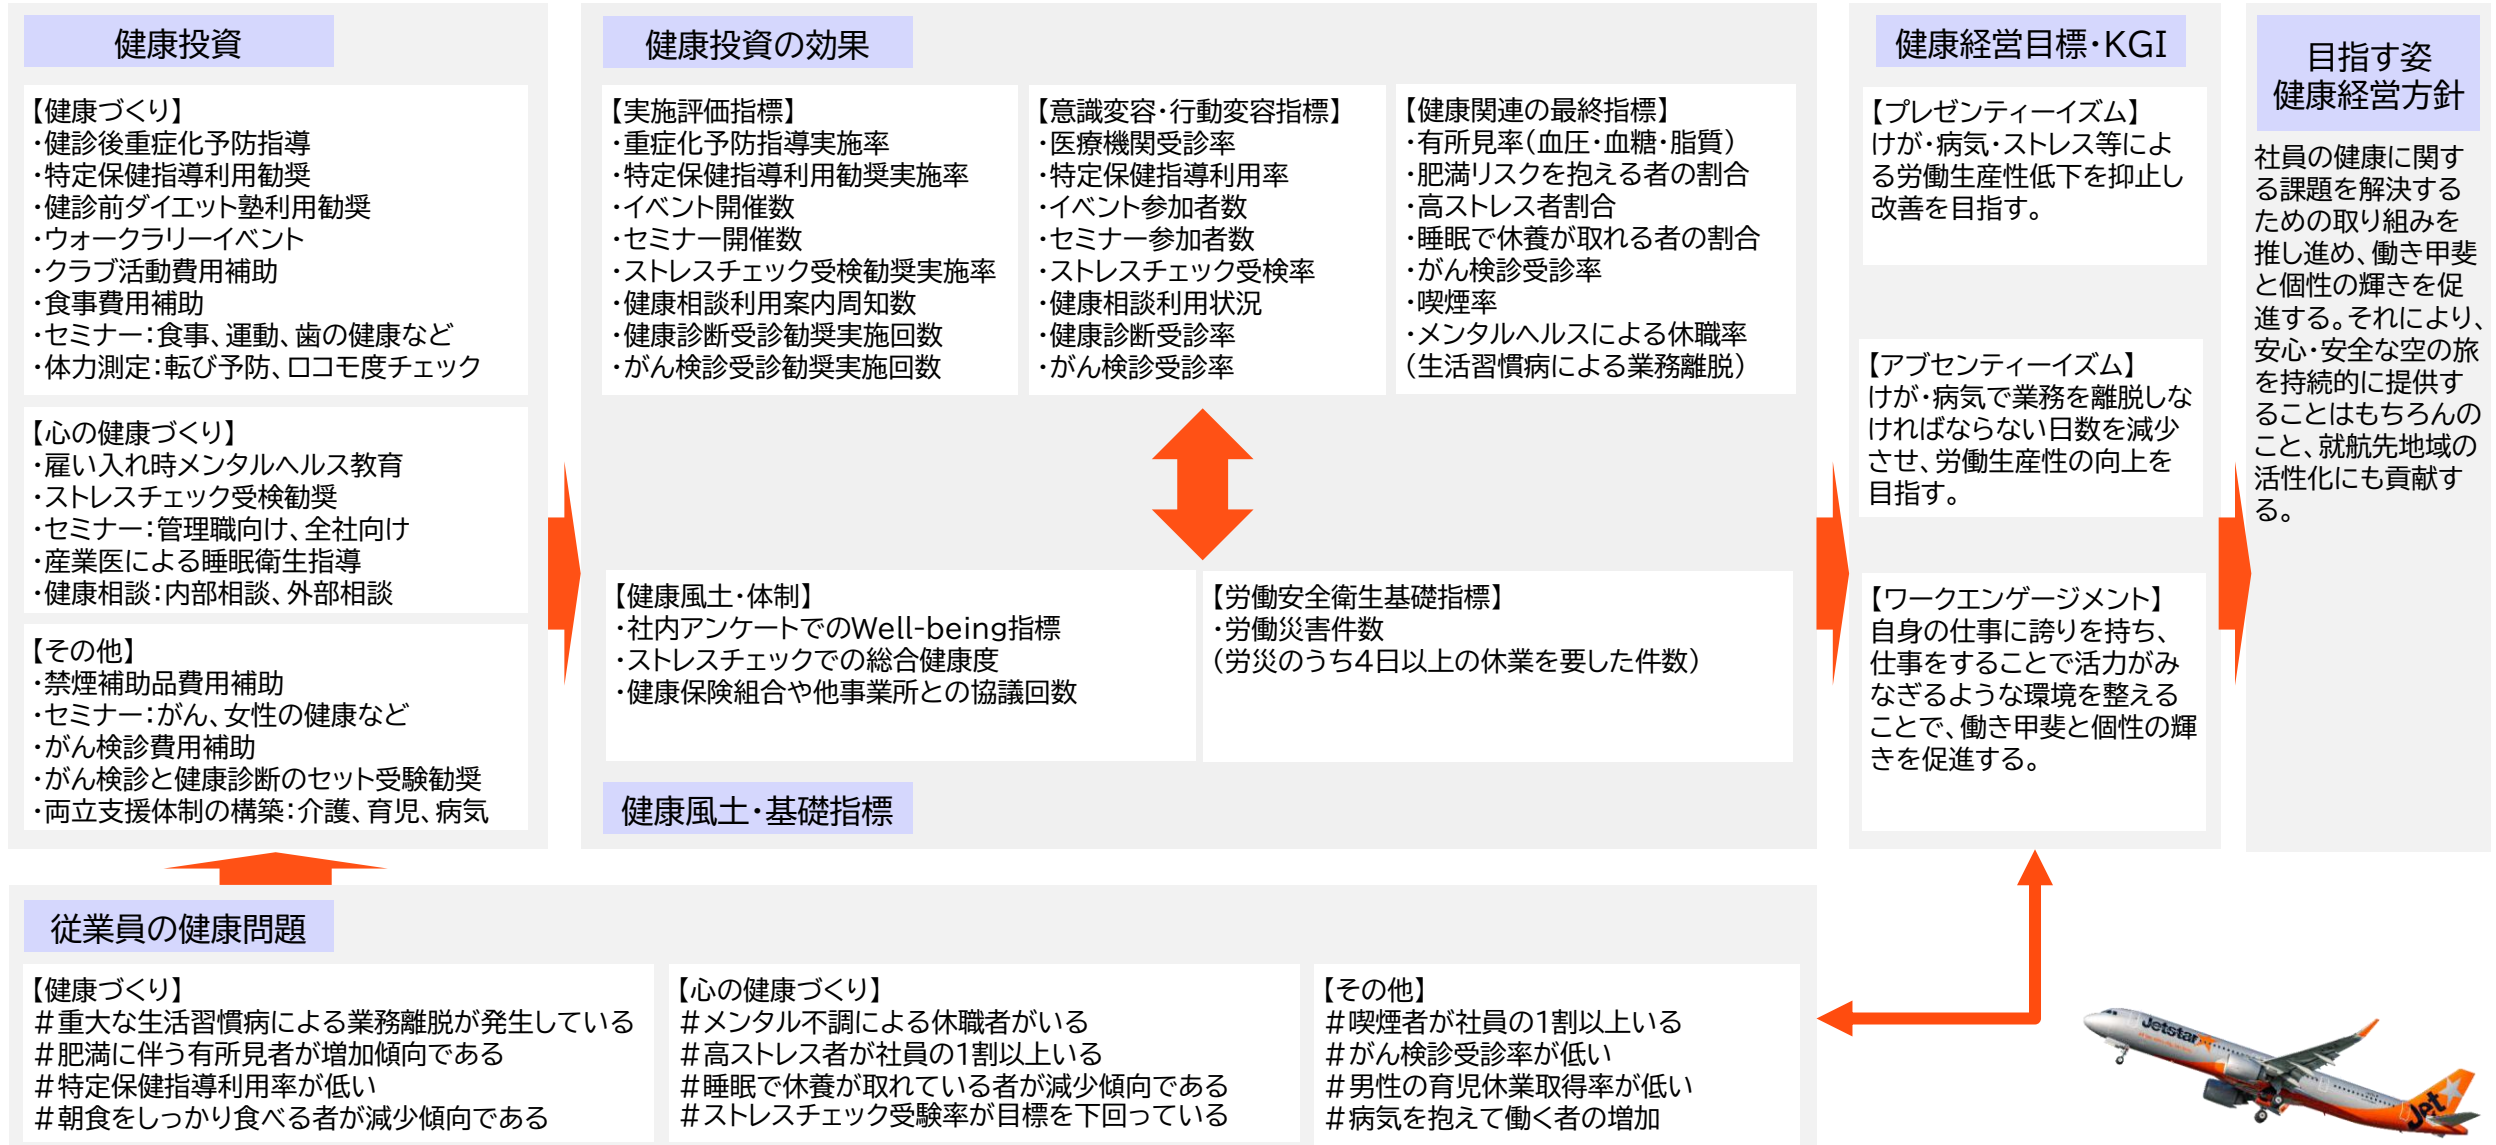 健康投資
【健康づくり】
・健診後重症化予防指導
・特定保健指導利用勧奨
・健診前ダイエット塾利用勧奨
・ウォークラリーイベント
・クラブ活動費用補助
・食事費用補助
・セミナー：食事、運動、歯の健康など
・体力測定：転び予防、ロコモ度チェック
【心の健康づくり】
・雇い入れ時メンタルヘルス教育
・ストレスチェック受検勧奨
・セミナー：管理職向け、全社向け
・産業医による睡眠衛生指導
・健康相談：内部相談、外部相談
【その他】
・禁煙補助品費用補助
・セミナー：がん、女性の健康など
・がん検診費用補助
・がん検診と健康診断のセット受験勧奨
・両立支援体制の構築：介護、育児、病気
健康投資の効果
【実施評価指標】
・重症化予防指導実施率
・特定保健指導利用勧奨実施率
・イベント開催数
・セミナー開催数
・ストレスチェック受検勧奨実施率
・健康相談利用案内周知数
・健康診断受診勧奨実施回数
・がん検診受診勧奨実施回数
【意識変容・行動変容指標】
・医療機関受診率
・特定保健指導利用率
・イベント参加者数
・セミナー参加者数
・ストレスチェック受検率
・健康相談利用状況
・健康診断受診率
・がん検診受診率
【健康関連の最終指標】
・有所見率（血圧・血糖・脂質）
・肥満リスクを抱える者の割合
・高ストレス者割合
・睡眠で休養が取れる者の割合
・がん検診受診率
・喫煙率
・メンタルヘルスによる休職率
（生活習慣病による業務離脱）
【健康風土・体制】
・社内アンケートでのWell-being指標
・ストレスチェックでの総合健康度
・健康保険組合や他事業所との協議回数
【労働安全衛生基礎指標】
・労働災害件数
（労災のうち4日以上の休業を要した件数）
健康風土・基礎指標
健康経営目標・KGI
【プレゼンティーイズム】
けが・病気・ストレス等によ
る労働生産性低下を抑止し
改善を目指す。
【アブセンティーイズム】
けが・病気で業務を離脱しな
ければならない日数を減少
させ、労働生産性の向上を
目指す。
【ワークエンゲージメント】
自身の仕事に誇りを持ち、
仕事をすることで活力がみ
なぎるような環境を整える
ことで、働き甲斐と個性の輝
きを促進する。
目指す姿
健康経営方針
社員の健康に関す
る課題を解決する
ための取り組みを
推し進め、働き甲斐
と個性の輝きを促
進する。それにより、
安心・安全な空の旅
を持続的に提供す
ることはもちろんの
こと、就航先地域の
活性化にも貢献す
る。
従業員の健康問題
【健康づくり】
＃重大な生活習慣病による業務離脱が発生している
＃肥満に伴う有所見者が増加傾向である
＃特定保健指導利用率が低い
＃朝食をしっかり食べる者が減少傾向である
【心の健康づくり】
＃メンタル不調による休職者がいる
＃高ストレス者が社員の1割以上いる
＃睡眠で休養が取れている者が減少傾向である
＃ストレスチェック受験率が目標を下回っている
【その他】
＃喫煙者が社員の1割以上いる
＃がん検診受診率が低い
＃男性の育児休業取得率が低い
＃病気を抱えて働く者の増加
Jetstar
Jet